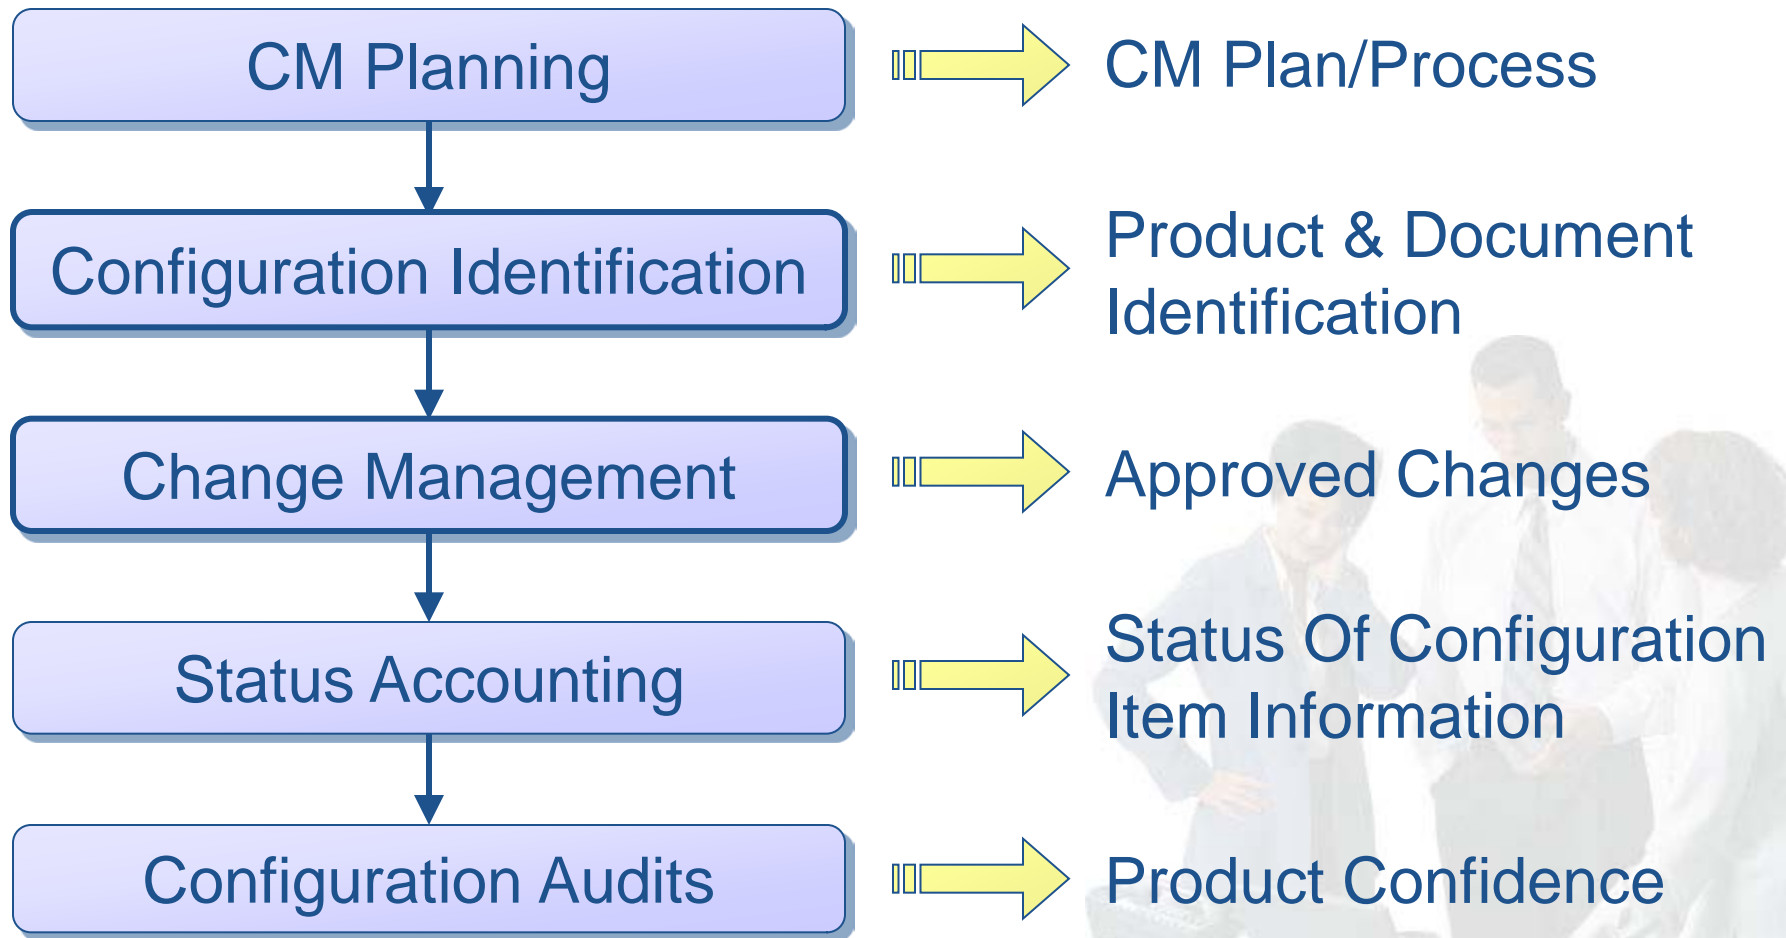 CM Planning
CM Plan/Process
Configuration Identification
Product & Document
Identification
Change Management
Approved Changes
Status Accounting
Status Of Configuration
Item Information
Configuration Audits
Product Confidence